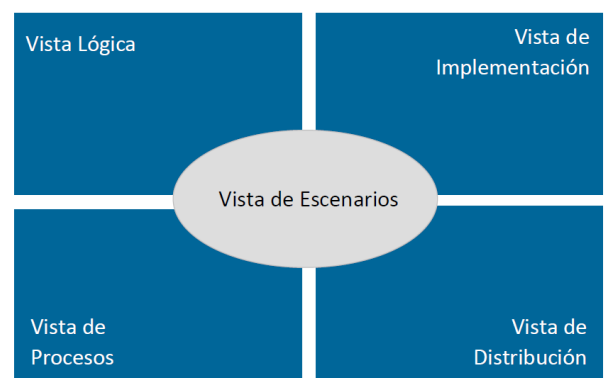 Vista Lógica
Vista de
Implementación
Vista de Escenarios
Vista de
Procesos
Vista de
Distribución